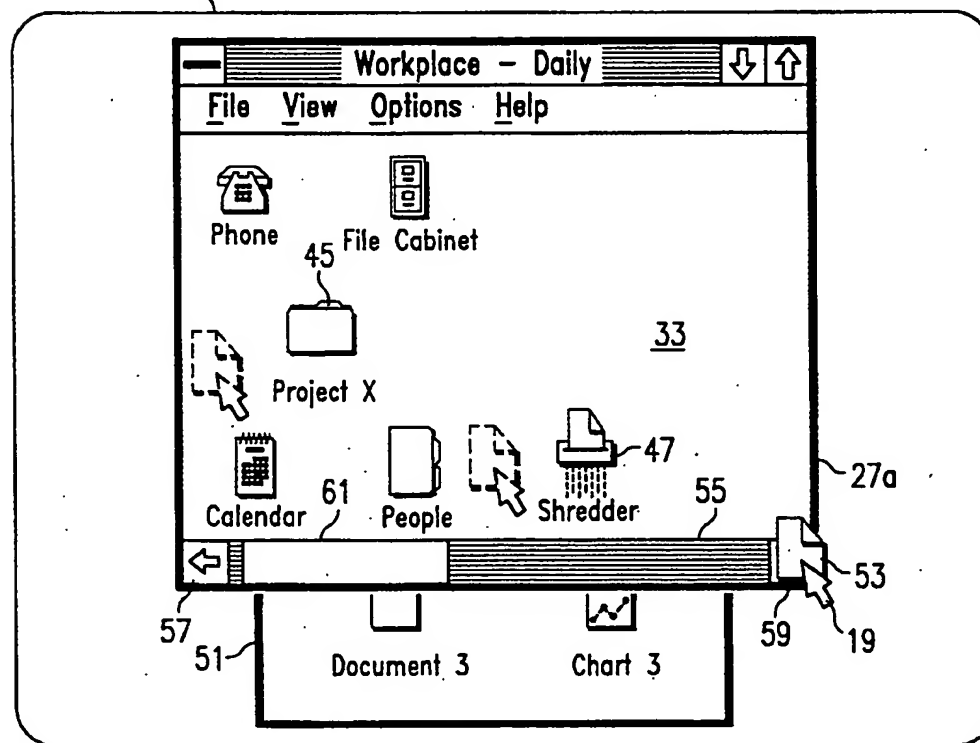 Workplace – Daily
File View Options Help
Phone
File Cabinet
45
33
Project X
47
27a
Calendar
61
People
Shredder
55
53
57
59
19
51
Document 3
Chart 3